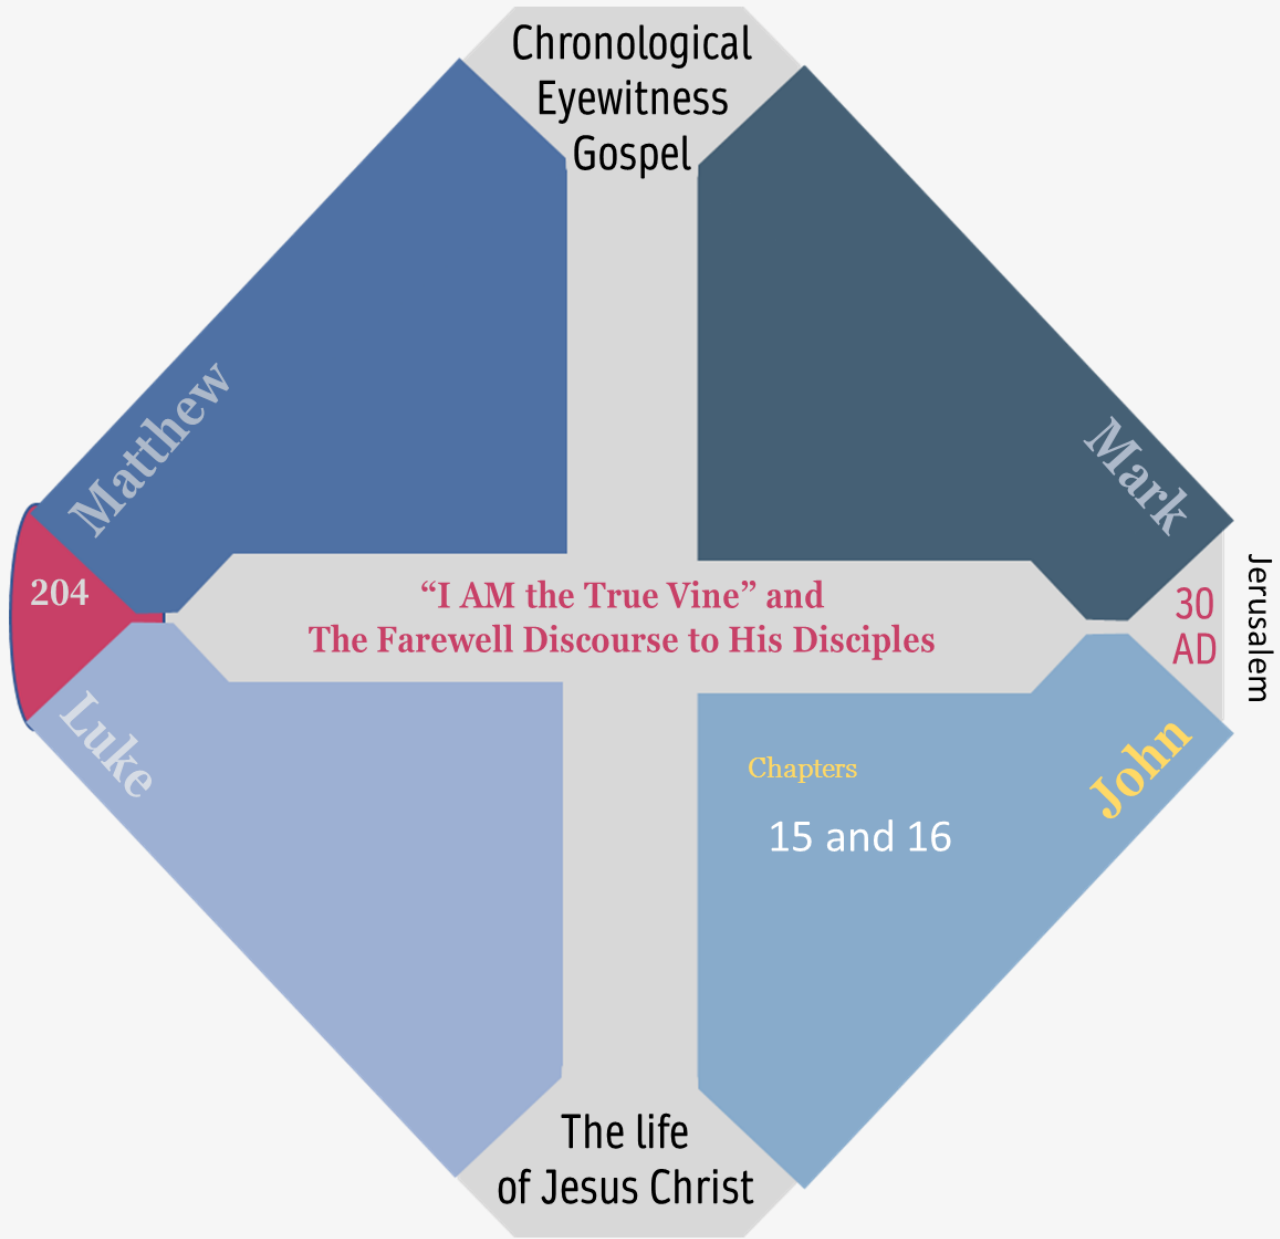 Chronological
Eyewitness
Gospel
Matthew
Mark
204
“I AM the True Vine” and
The Farewell Discourse to His Disciples
30
AD
Jerusalem
Luke
John
Chapters
15 and 16
The life
of Jesus Christ